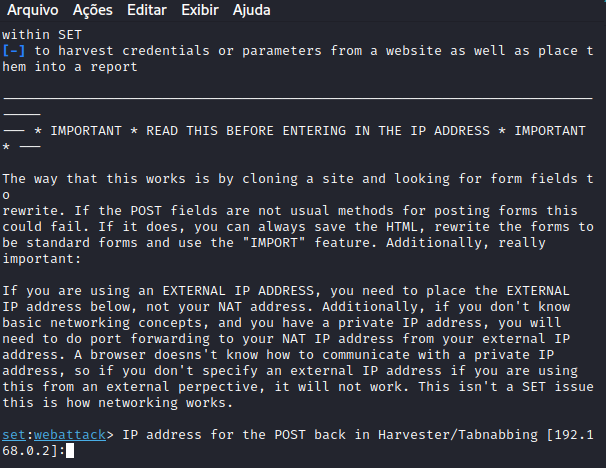 Arquivo Ações Editar Exibir Ajuda
within SET
[-] to harvest credentials or parameters from a website as well as place t
hem into a report

-------------------------------------------------------------------------------
--- * IMPORTANT * READ THIS BEFORE ENTERING IN THE IP ADDRESS * IMPORTANT
* ---

The way that this works is by cloning a site and looking for form fields t
o
rewrite. If the POST fields are not usual methods for posting forms this
could fail. If it does, you can always save the HTML, rewrite the forms to
be standard forms and use the "IMPORT" feature. Additionally, really
important:

If you are using an EXTERNAL IP ADDRESS, you need to place the EXTERNAL
IP address below, not your NAT address. Additionally, if you don't know
basic networking concepts, and you have a private IP address, you will
need to do port forwarding to your NAT IP address from your external IP
address. A browser doesns't know how to communicate with a private IP
address, so if you don't specify an external IP address if you are using
this from an external perpective, it will not work. This isn't a SET issue
this is how networking works.

set:webattack> IP address for the POST back in Harvester/Tabnabbing [192.1
68.0.2]: